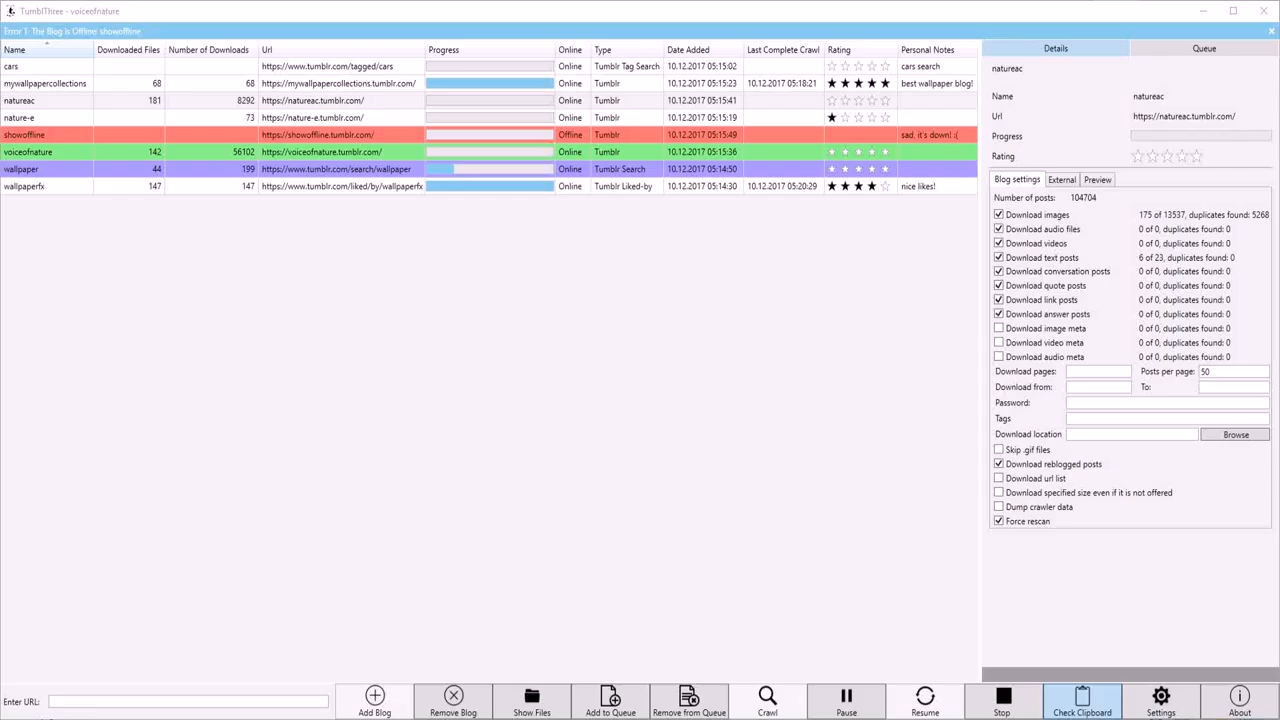 TumblThree - voiceofnature
Error 1: The Blog is Offline: showoffline
Name Downloaded Files Number of Downloads Url Progress Online Type Date Added Last Complete Crawl Rating Personal Notes
cars https://www.tumblr.com/tagged/cars Online Tumblr Tag Search 10.12.2017 05:15:02 cars search
mywallpapercollections 68 68 https://mywallpapercollections.tumblr.com/ Online Tumblr 10.12.2017 05:15:23 10.12.2017 05:18:21 best wallpaper blog!
natureac 181 8292 https://natureac.tumblr.com/ Online Tumblr 10.12.2017 05:15:41
nature-e 73 https://nature-e.tumblr.com/ Online Tumblr 10.12.2017 05:15:19
showoffline https://showoffline.tumblr.com/ Offline Tumblr 10.12.2017 05:15:49 sad, it's down! :(
voiceofnature 142 56102 https://voiceofnature.tumblr.com/ Online Tumblr 10.12.2017 05:15:36
wallpaper 44 199 https://www.tumblr.com/search/wallpaper Online Tumblr Search 10.12.2017 05:14:50
wallpaperfx 147 147 https://www.tumblr.com/liked/by/wallpaperfx Online Tumblr Liked-by 10.12.2017 05:14:30 10.12.2017 05:20:29 nice likes!
Details Queue
natureac
Name natureac
Url https://natureac.tumblr.com/
Progress
Rating
Blog settings External Preview
Number of posts: 104704
Download images 175 of 13537, duplicates found: 5268
Download audio files 0 of 0, duplicates found: 0
Download videos 0 of 0, duplicates found: 0
Download text posts 6 of 23, duplicates found: 0
Download conversation posts 0 of 0, duplicates found: 0
Download quote posts 0 of 0, duplicates found: 0
Download link posts 0 of 0, duplicates found: 0
Download answer posts 0 of 0, duplicates found: 0
Download image meta 0 of 0, duplicates found: 0
Download video meta 0 of 0, duplicates found: 0
Download audio meta 0 of 0, duplicates found: 0
Download pages: Posts per page: 50
Download from: To:
Password:
Tags
Download location Browse
Skip .gif files
Download reblogged posts
Download url list
Download specified size even if it is not offered
Dump crawler data
Force rescan
Enter URL: Add Blog Remove Blog Show Files Add to Queue Remove from Queue Crawl Pause Resume Stop Check Clipboard Settings About